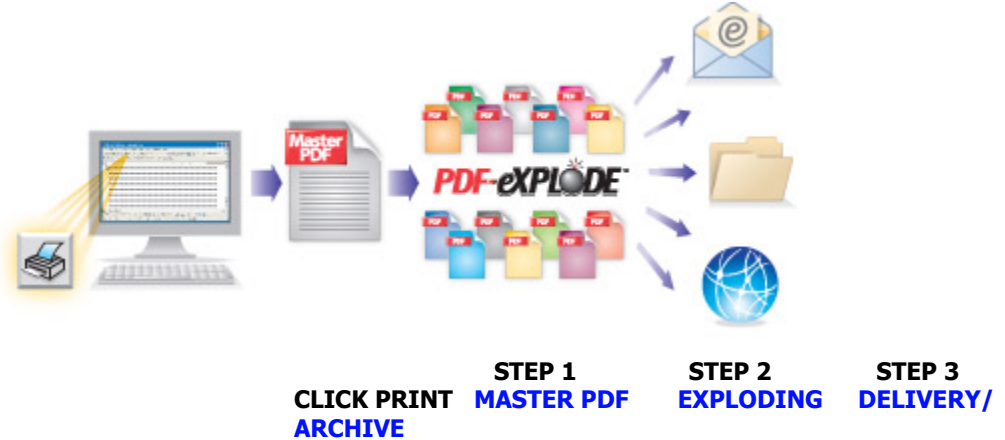 Master
PDF
PDF PDF PDF
PDF PDF PDF PDF
PDF-eXPLODE™
PDF PDF PDF PDF
PDF PDF PDF
STEP 1 STEP 2 STEP 3
CLICK PRINT MASTER PDF EXPLODING DELIVERY/
ARCHIVE